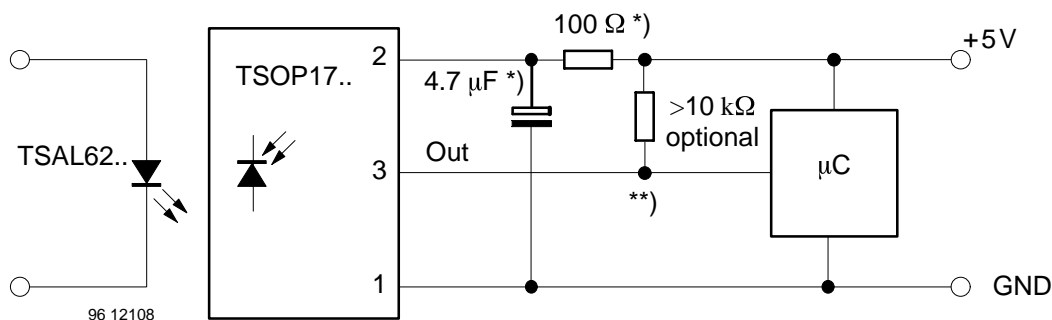 100 Ω *)
+5V
2
TSOP17..
4.7 µF *)
>10 kΩ
optional
TSAL62..
Out
3
µC
**)
1
GND
96 12108